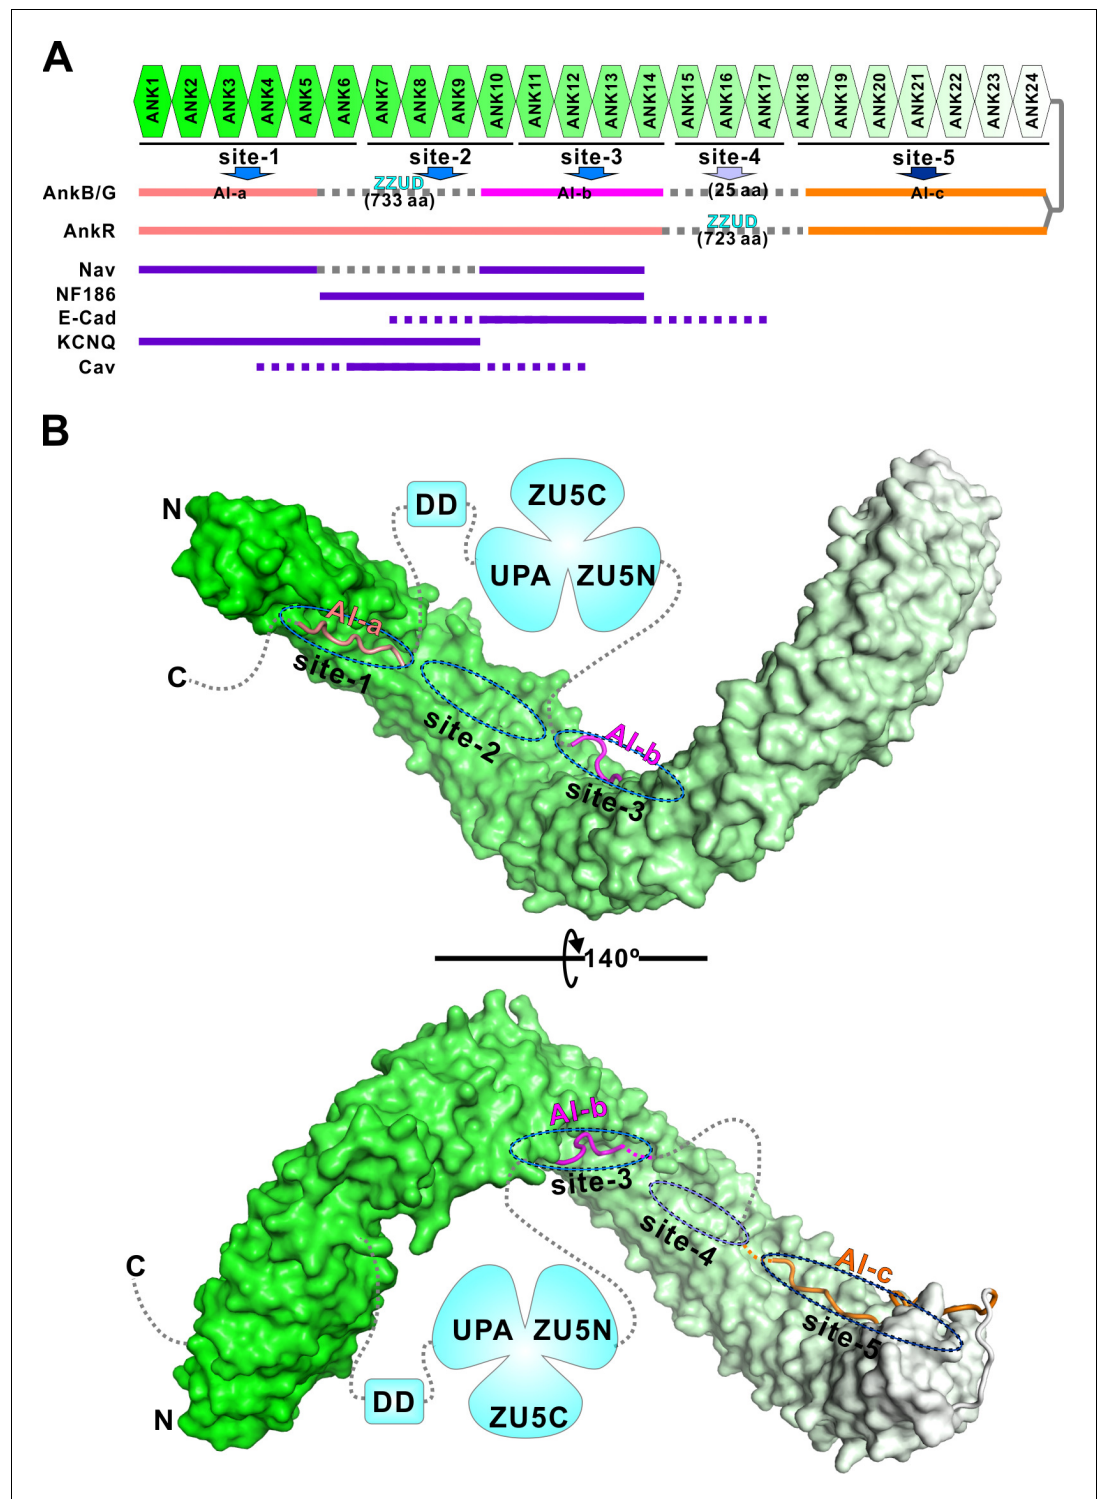 A
ANK1 ANK2 ANK3 ANK4 ANK5 ANK6 ANK7 ANK8 ANK9 ANK10 ANK11 ANK12 ANK13 ANK14 ANK15 ANK16 ANK17 ANK18 ANK19 ANK20 ANK21 ANK22 ANK23 ANK24
site-1 site-2 site-3 site-4 site-5
AnkB/G AI-a ZZUD (733 aa) AI-b (25 aa) AI-c
AnkR ZZUD (723 aa)
Nav
NF186
E-Cad
KCNQ
Cav
B
N DD ZU5C
UPA ZU5N
AI-a
C site-1
site-2 AI-b
site-3
140º
AI-b
site-3
site-4
C AI-c
UPA ZU5N site-5
DD
N ZU5C